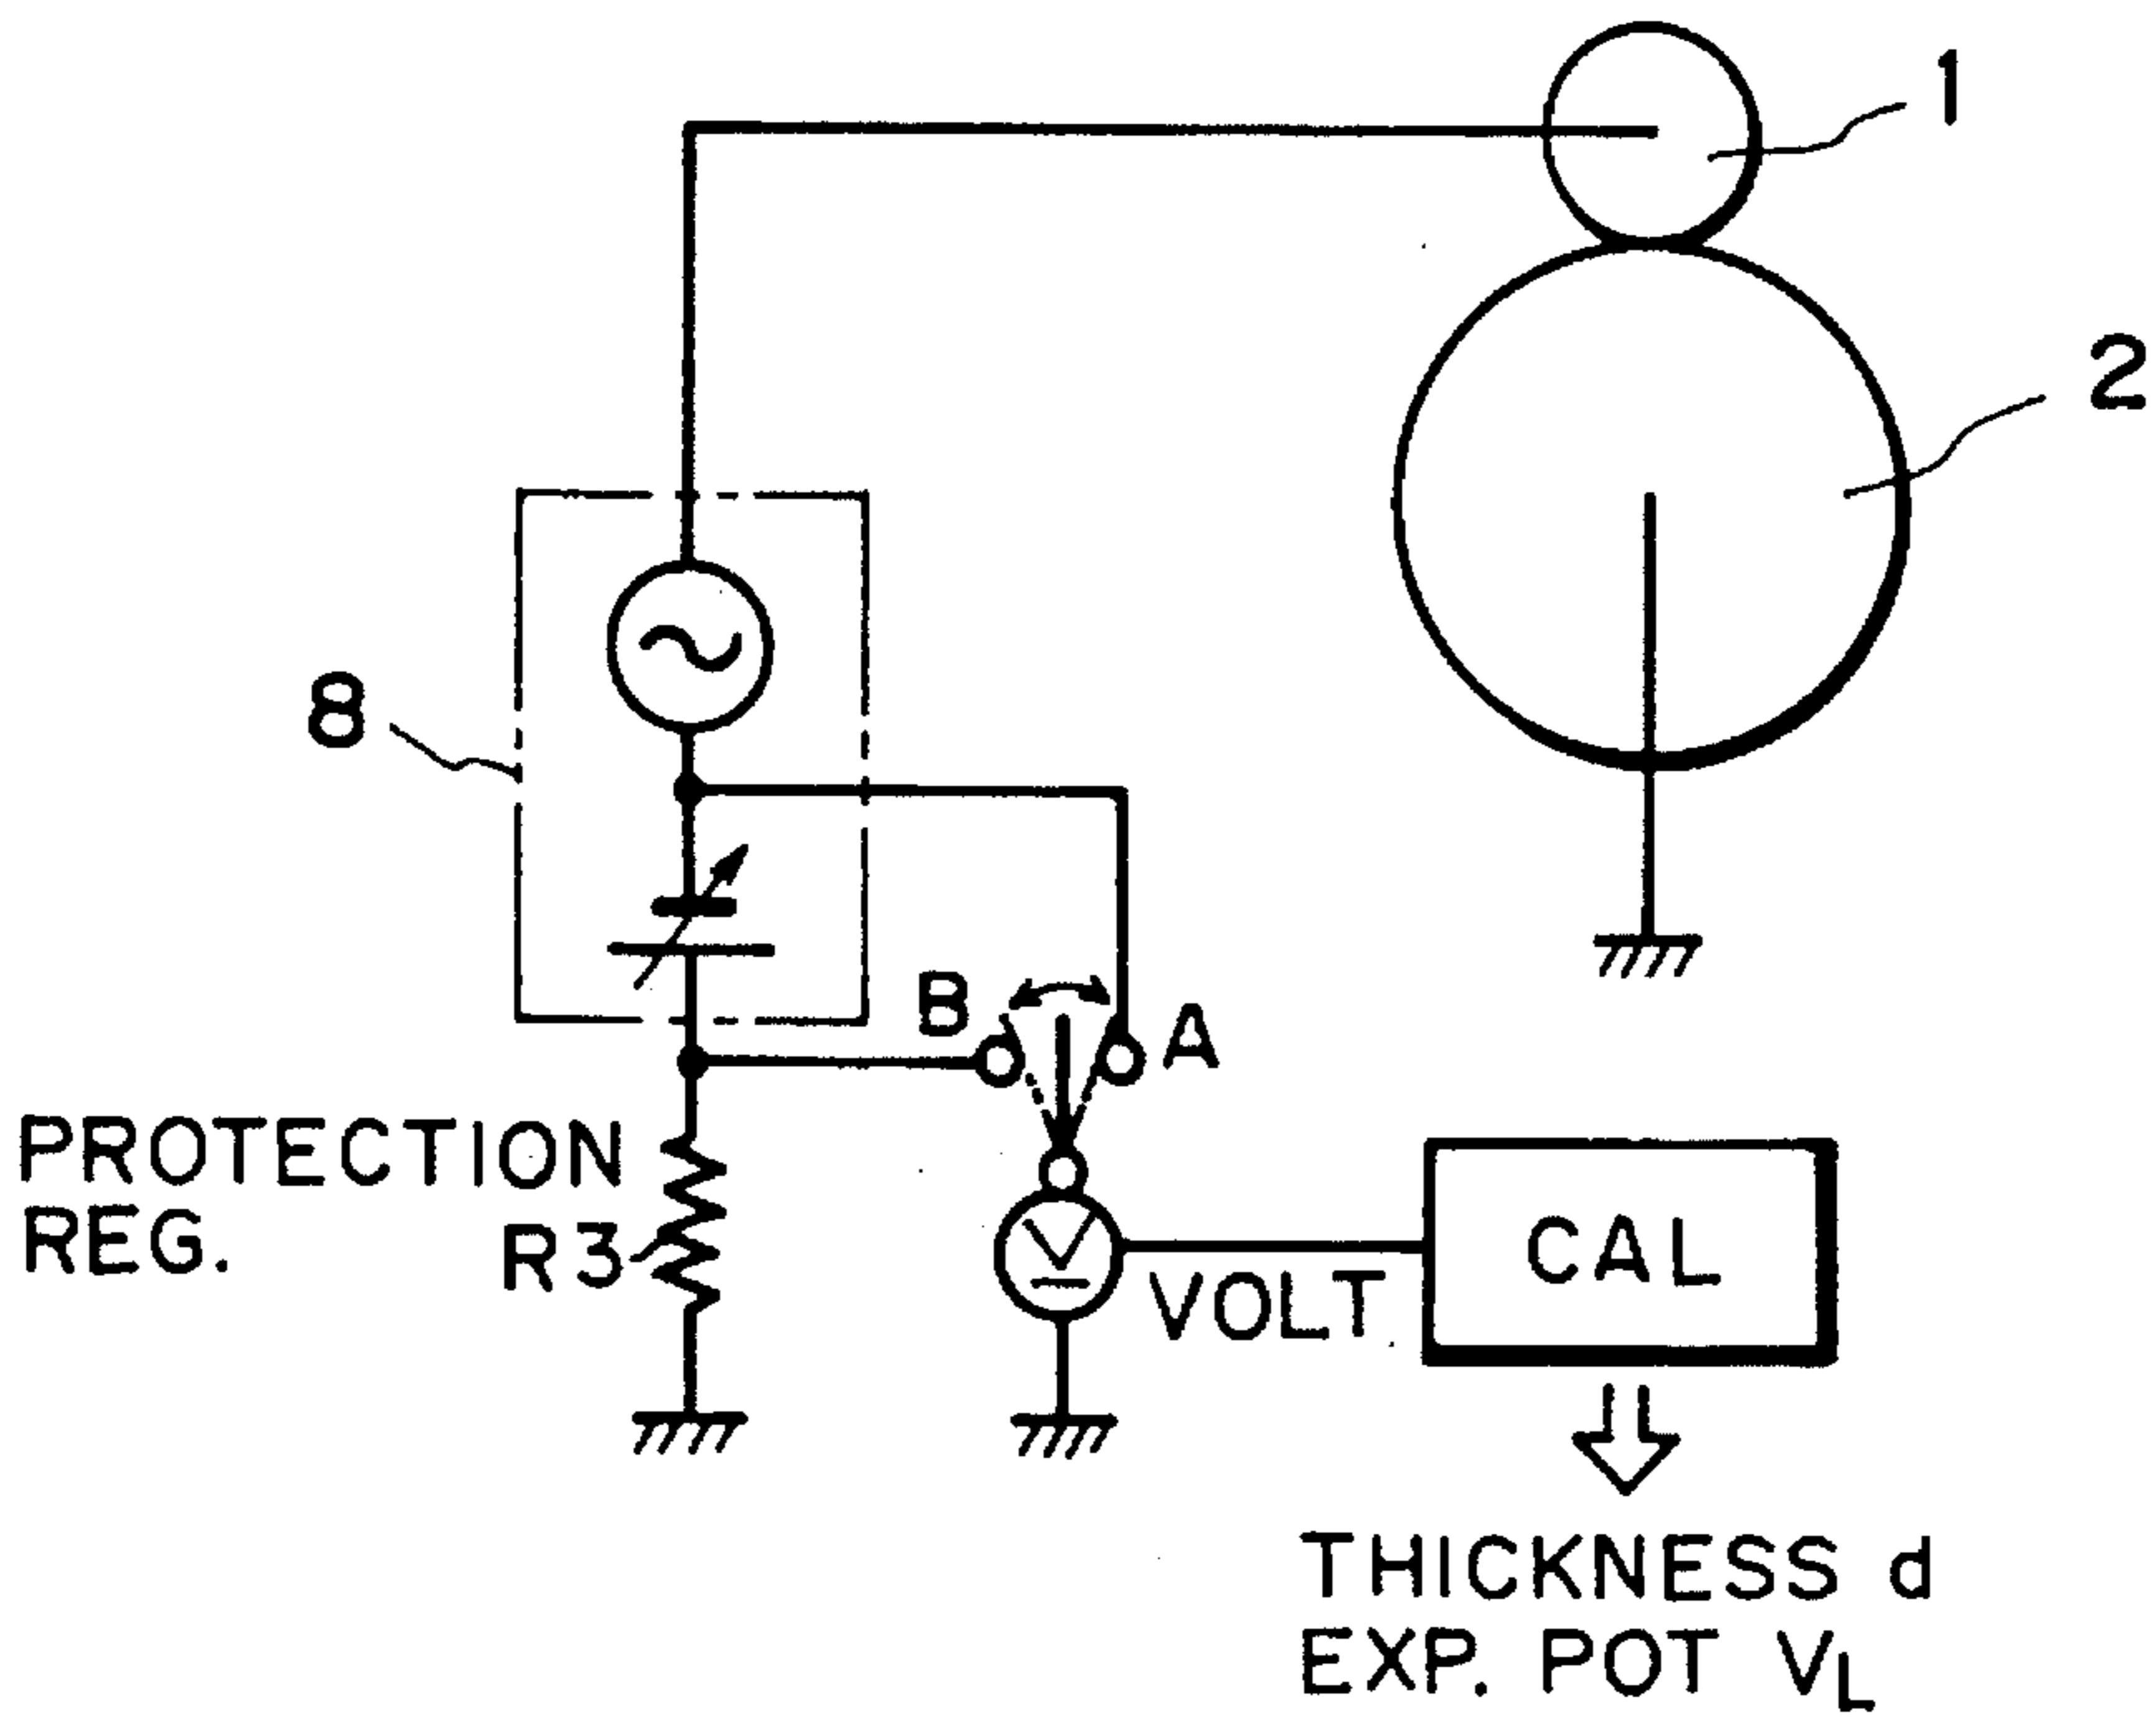 1
2
8
B
A
PROTECTION
REG.
R3
V
VOLT.
CAL
THICKNESS d
EXP. POT VL